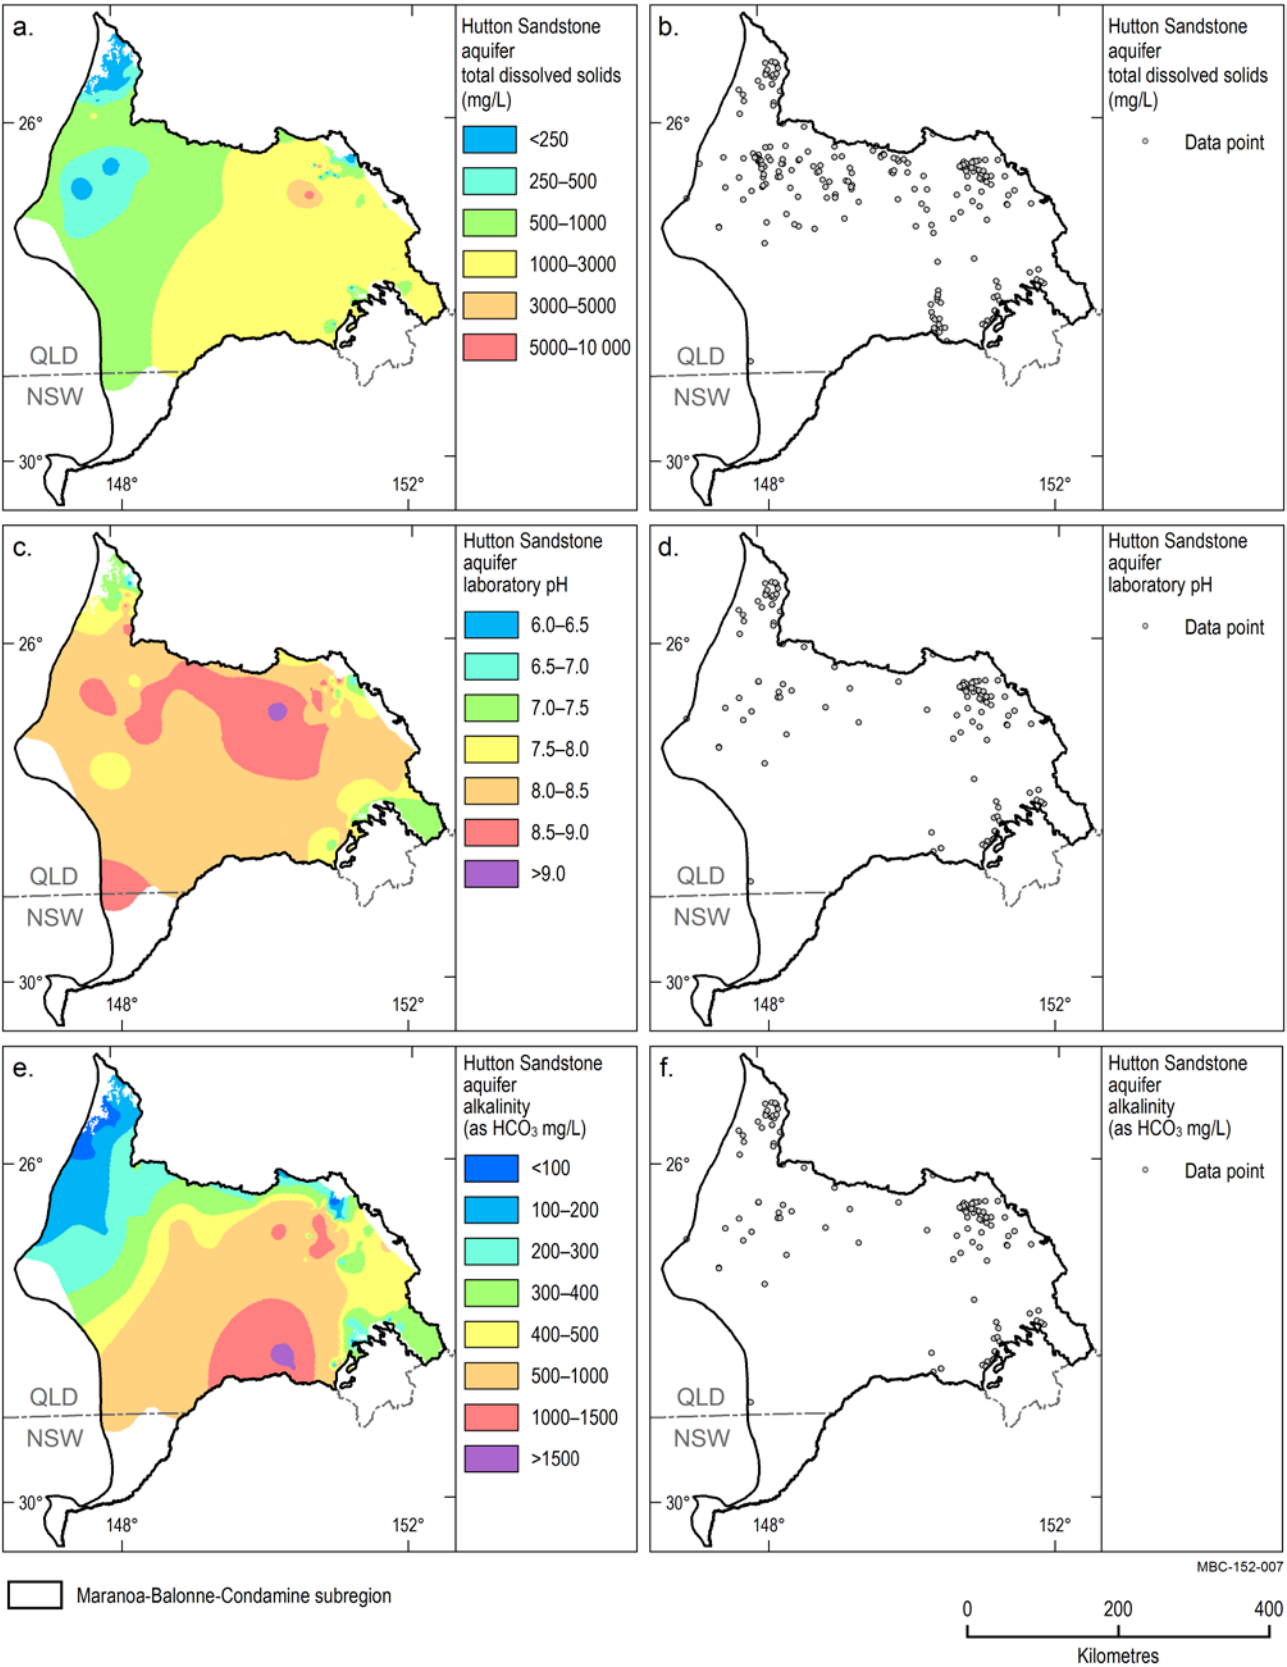 a.
Hutton Sandstone
aquifer
total dissolved solids
(mg/L)
<250
250–500
500–1000
1000–3000
3000–5000
5000–10 000
26°
QLD
NSW
30°
148°
152°
b.
Hutton Sandstone
aquifer
total dissolved solids
(mg/L)
Data point
26°
QLD
NSW
30°
148°
152°
c.
Hutton Sandstone
aquifer
laboratory pH
6.0–6.5
6.5–7.0
7.0–7.5
7.5–8.0
8.0–8.5
8.5–9.0
>9.0
26°
QLD
NSW
30°
148°
152°
d.
Hutton Sandstone
aquifer
laboratory pH
Data point
26°
QLD
NSW
30°
148°
152°
e.
Hutton Sandstone
aquifer
alkalinity
(as HCO₃ mg/L)
<100
100–200
200–300
300–400
400–500
500–1000
1000–1500
>1500
26°
QLD
NSW
30°
148°
152°
f.
Hutton Sandstone
aquifer
alkalinity
(as HCO₃ mg/L)
Data point
26°
QLD
NSW
30°
148°
152°
MBC-152-007
Maranoa-Balonne-Condamine subregion
0 200 400
Kilometres